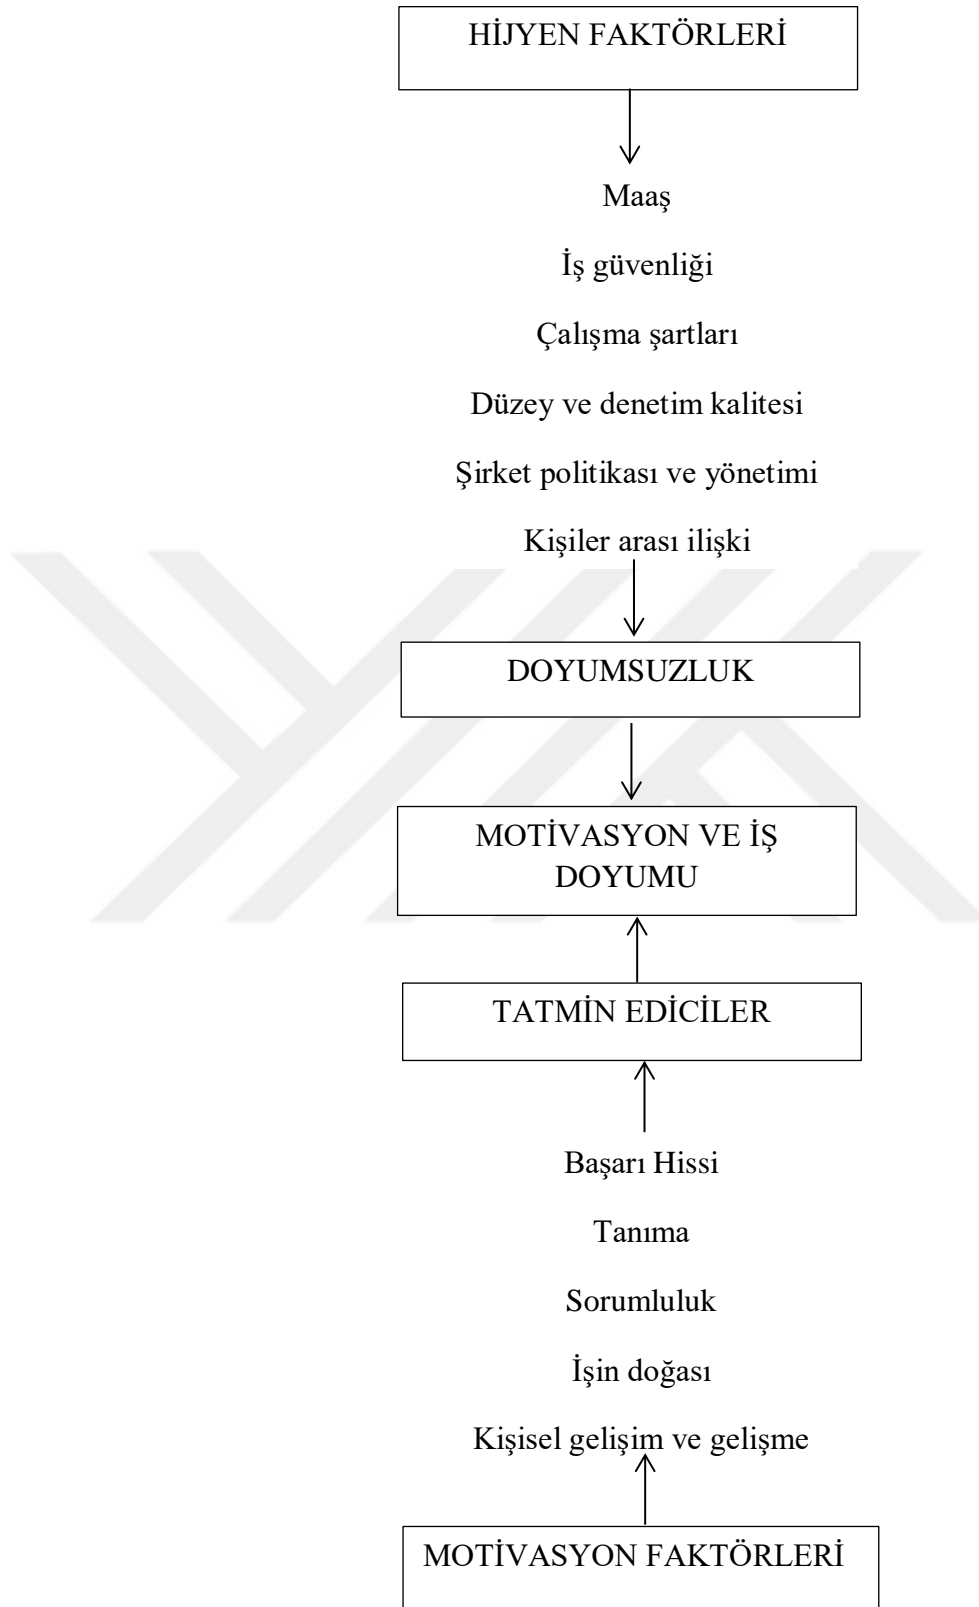 HİJYEN FAKTÖRLERİ
Maaş
İş güvenliği
Çalışma şartları
Düzey ve denetim kalitesi
Şirket politikası ve yönetimi
Kişiler arası ilişki
DOYUMSUZLUK
MOTİVASYON VE İŞ
DOYUMU
TATMİN EDİCİLER
Başarı Hissi
Tanıma
Sorumluluk
İşin doğası
Kişisel gelişim ve gelişme
MOTİVASYON FAKTÖRLERİ